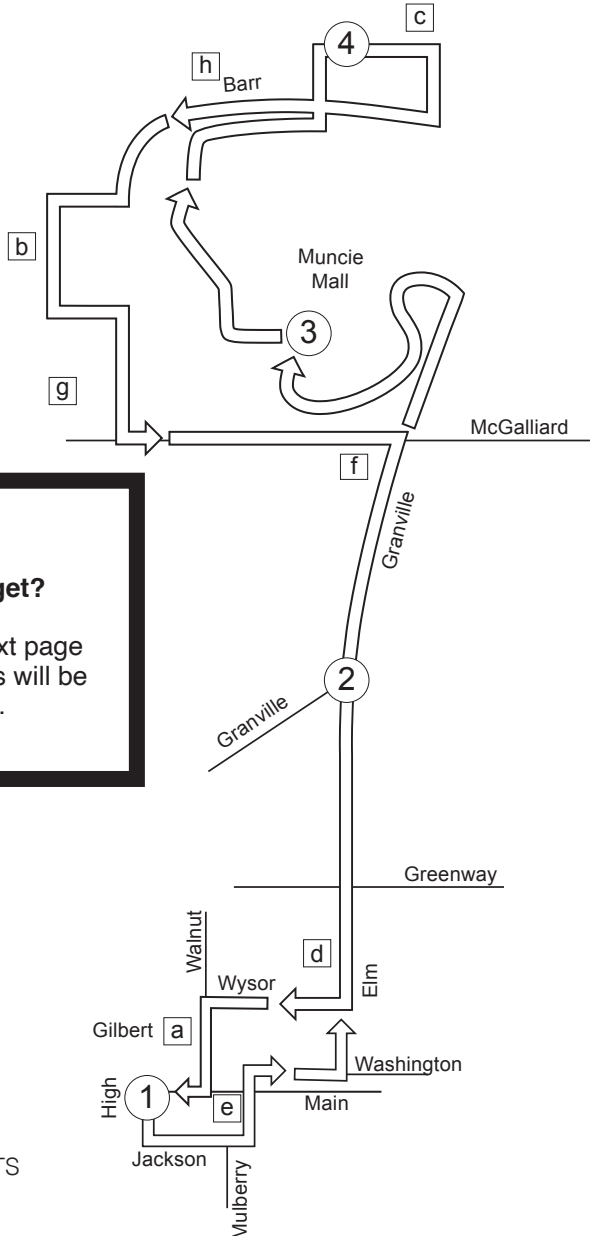 c
4
h
Barr
b
Muncie
Mall
3
g
McGalliard
f
Granville
get?
xt page
s will be
.
2
Granville
Greenway
Walnut
d
Wysor
Elm
Gilbert
a
Washington
High
1
e
Main
Jackson
Mulberry
TS